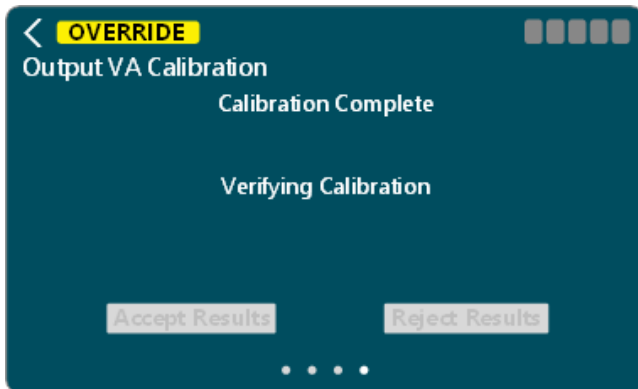 OVERRIDE
Output VA Calibration
Calibration Complete
Verifying Calibration
Accept Results Reject Results